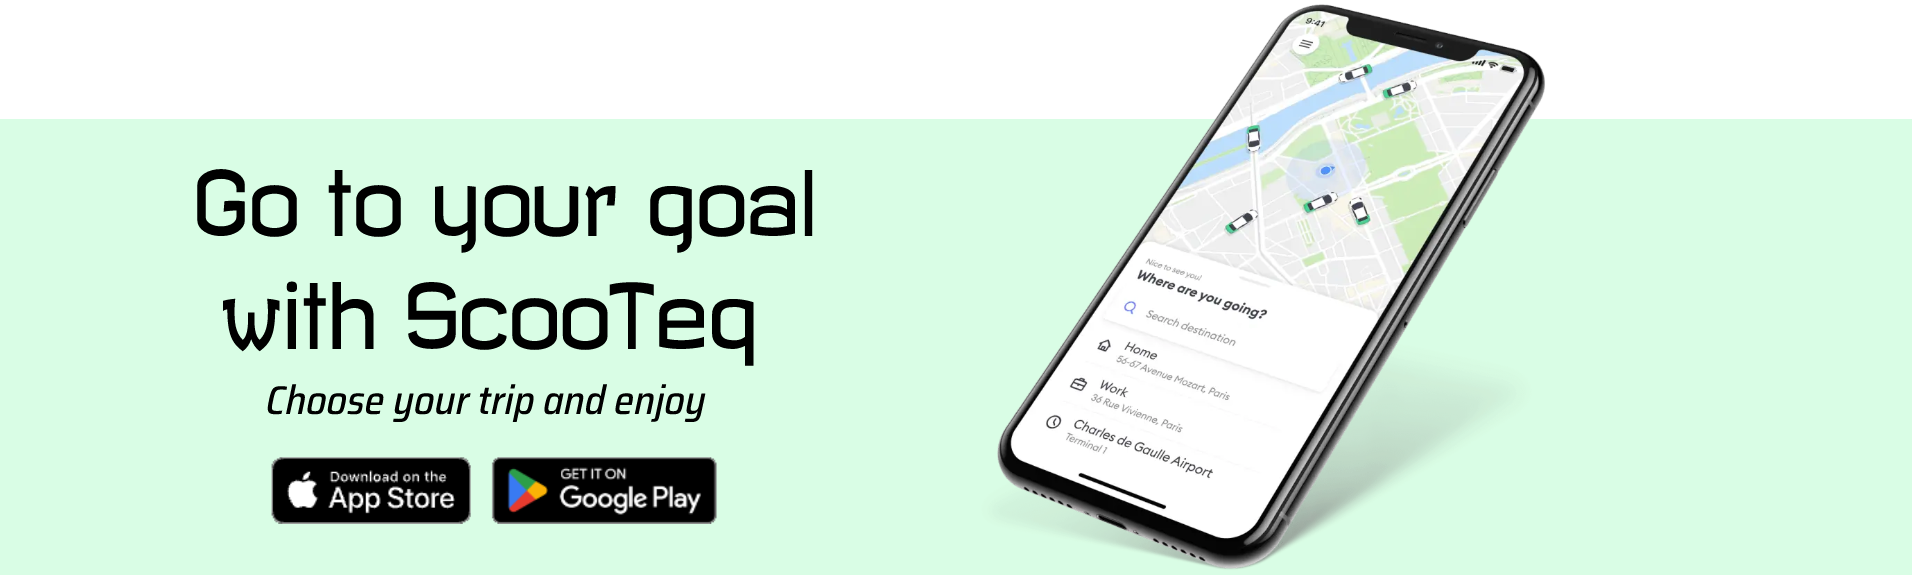 Go to your goal
with ScooTeq
Choose your trip and enjoy
Download on the
App Store
GET IT ON
Google Play
9:41
Nice to see you!
Where are you going?
Search destination
Home
56-67 Avenue Mozart, Paris
Work
36 Rue Vivienne, Paris
Charles de Gaulle Airport
Terminal 1